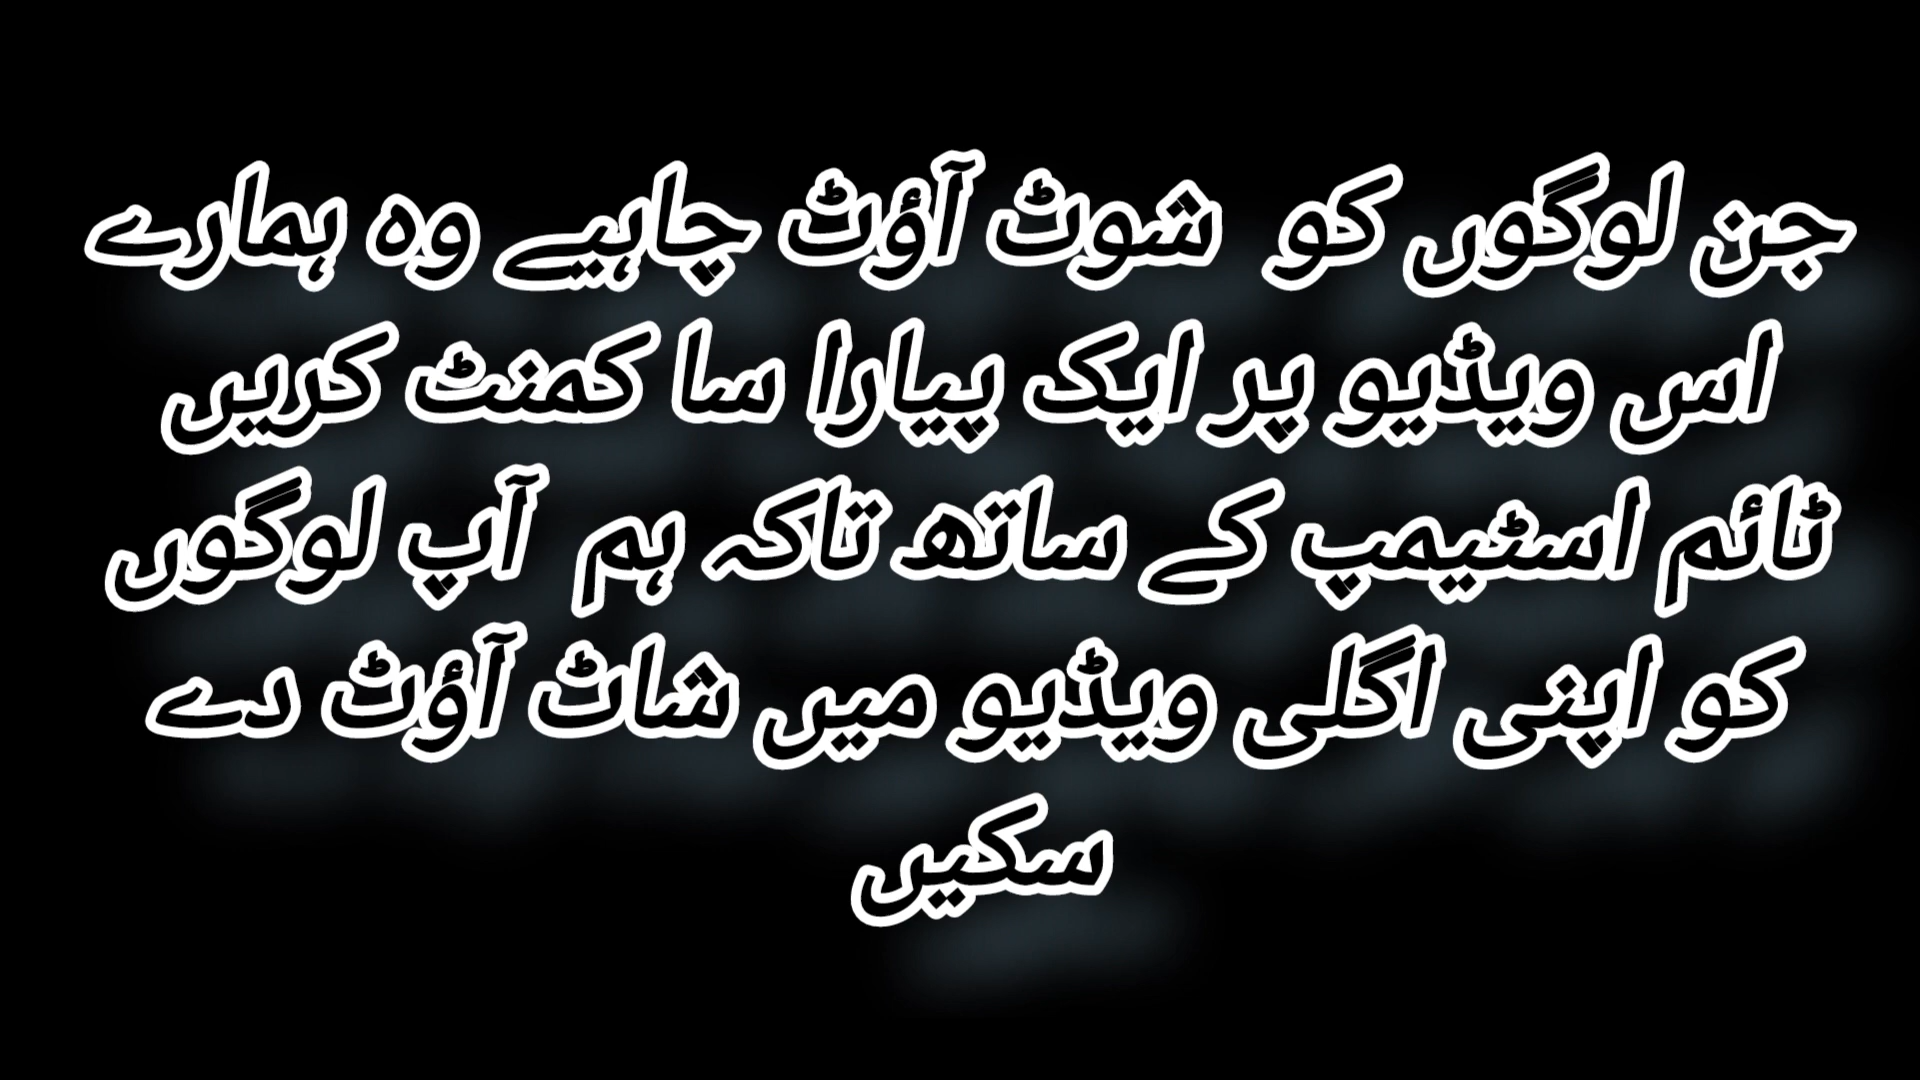 جن لوگوں کو شوٹ آؤٹ چاہیے وہ ہمارے
اس ویڈیو پر ایک پیارا سا کمنٹ کریں
ٹائم اسٹیمپ کے ساتھ تاکہ ہم آپ لوگوں
کو اپنی اگلی ویڈیو میں شاٹ آؤٹ دے
سکیں